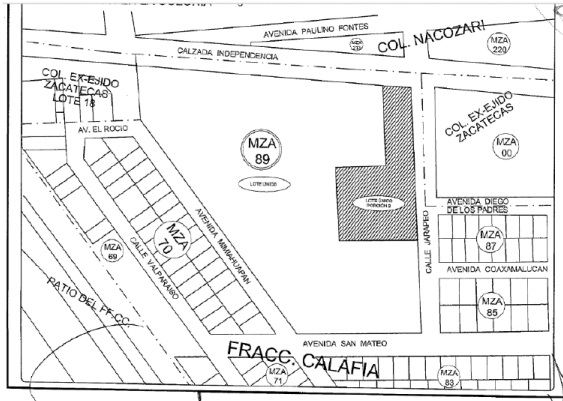 AVENIDA PAULINO FONTES
COL. NACOZARI
MZA
220
CALZADA INDEPENDENCIA
COL. EX-EJIDO
ZACATECAS
LOTE 18
COL. EX-EJIDO
ZACATECAS
AV. EL ROCIO
MZA
89
LOTE UNICO
MZA
00
LOTE UNICO
AVENIDA DIEGO
DE LOS PADRES
AVENIDA MIMIAHUAPAN
MZA
70
MZA
87
CALLE JARAPEO
MZA
69
CALLE VALPARAISO
AVENIDA COAXAMALUCAN
PATIO DEL FF.CC.
MZA
85
AVENIDA SAN MATEO
FRACC. CALAFIA
MZA
71
MZA
83